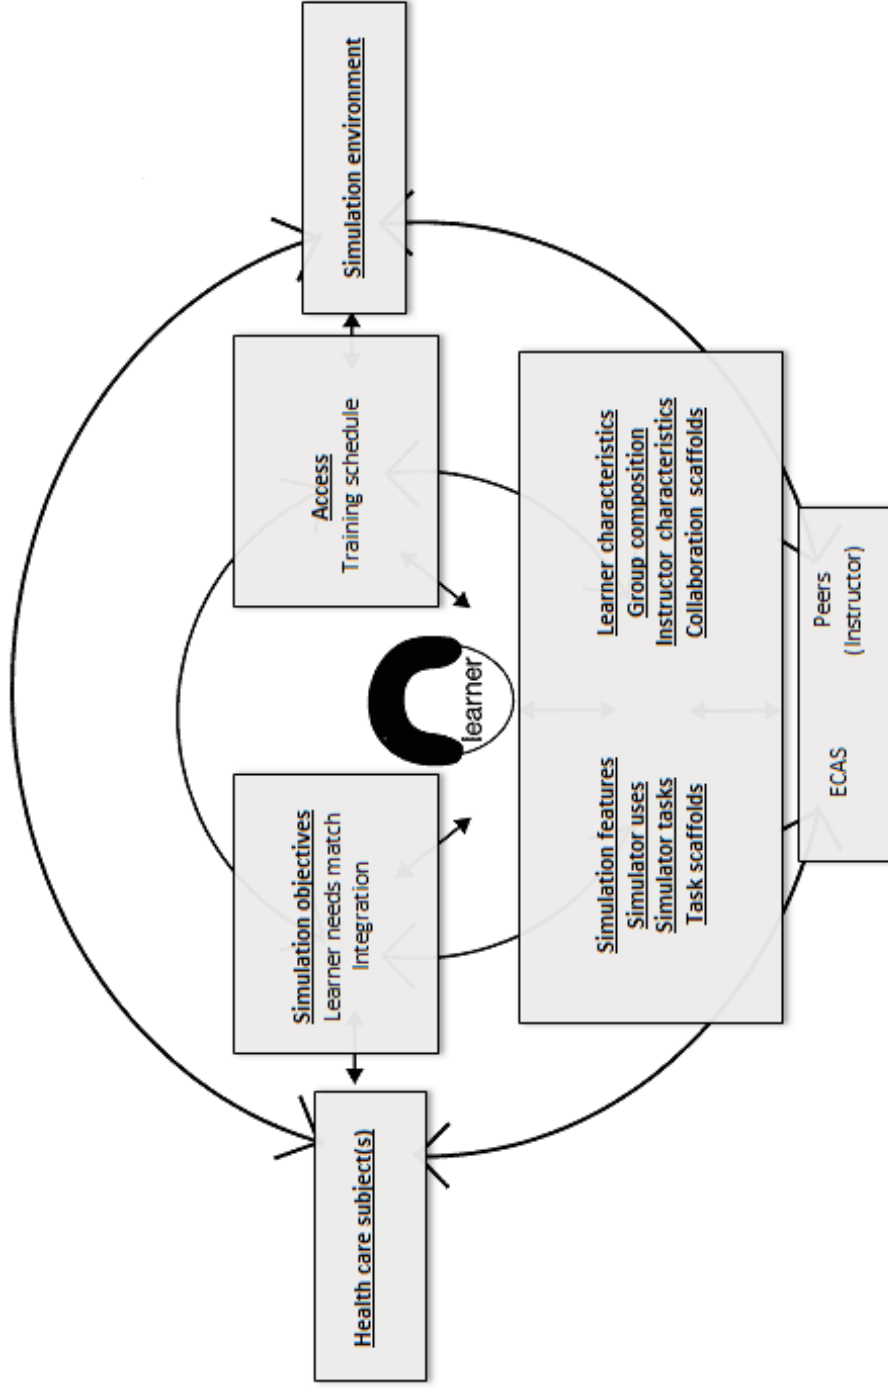 Health care subject(s)
Simulation objectives
Learner needs match
Integration
Access
Training schedule
Simulation environment
learner
Simulation features
Simulator uses
Simulator tasks
Task scaffolds
Learner characteristics
Group composition
Instructor characteristics
Collaboration scaffolds
ECAS
Peers
(Instructor)